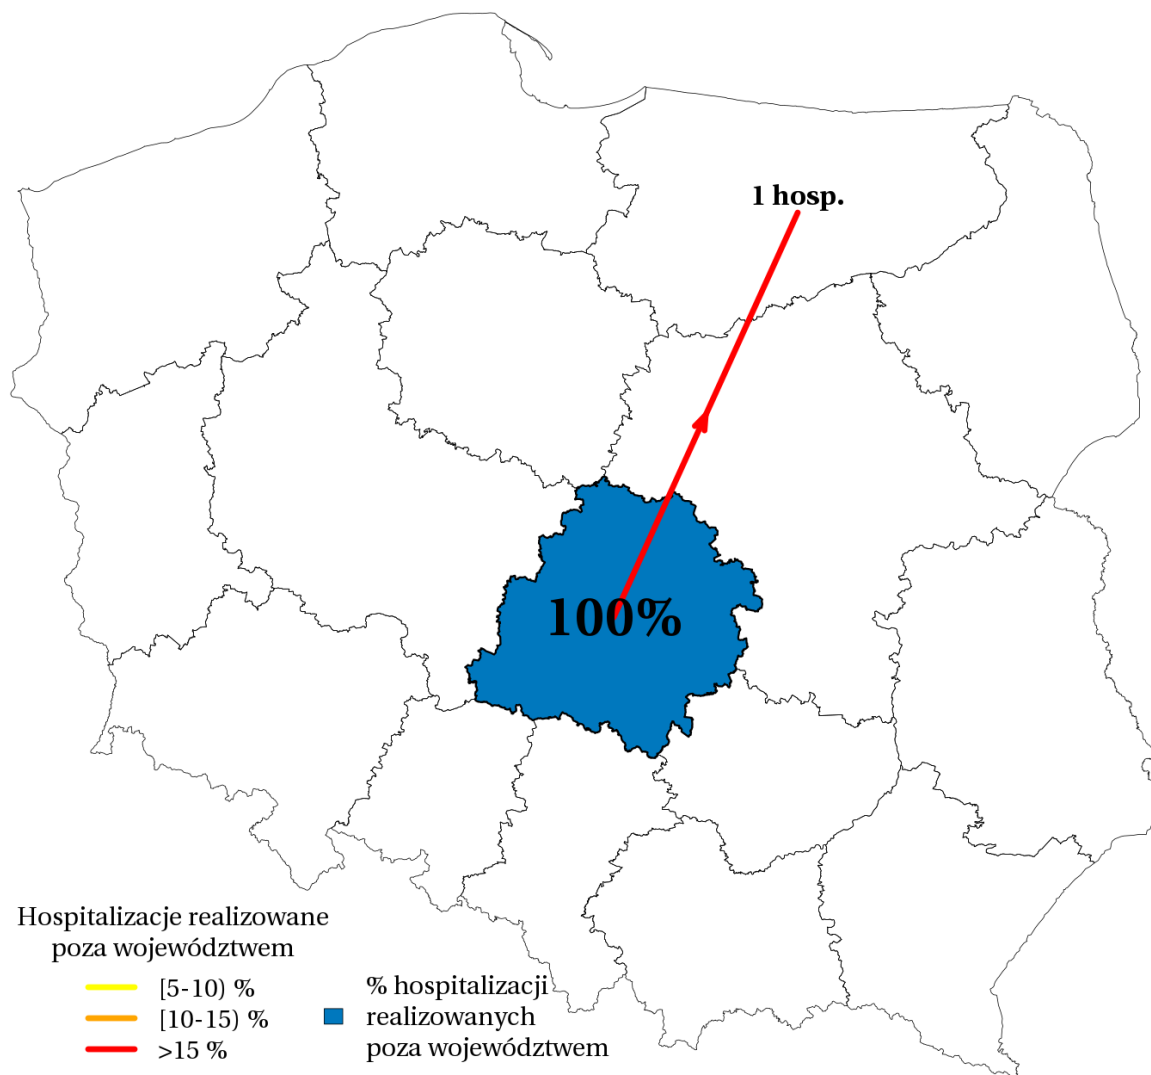 1 hosp.
100%
Hospitalizacje realizowane
poza województwem
[5-10) %
[10-15) %
>15 %
% hospitalizacji
realizowanych
poza województwem